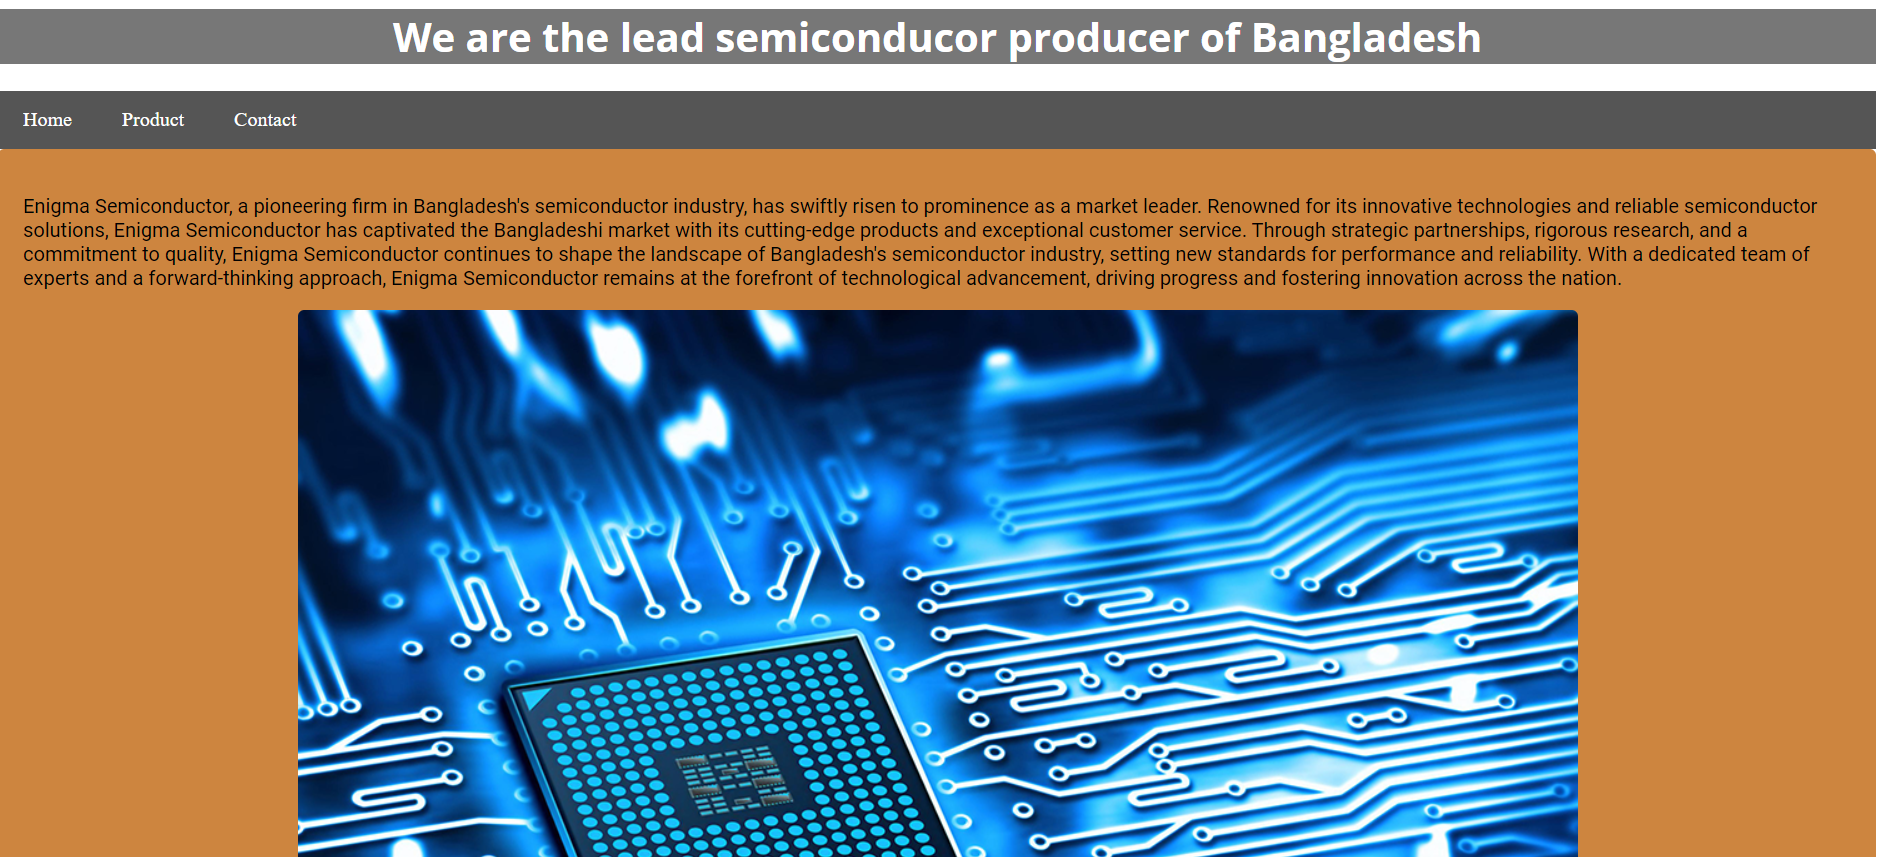 We are the lead semiconducor producer of Bangladesh
Home Product Contact
Enigma Semiconductor, a pioneering firm in Bangladesh's semiconductor industry, has swiftly risen to prominence as a market leader. Renowned for its innovative technologies and reliable semiconductor
solutions, Enigma Semiconductor has captivated the Bangladeshi market with its cutting-edge products and exceptional customer service. Through strategic partnerships, rigorous research, and a
commitment to quality, Enigma Semiconductor continues to shape the landscape of Bangladesh's semiconductor industry, setting new standards for performance and reliability. With a dedicated team of
experts and a forward-thinking approach, Enigma Semiconductor remains at the forefront of technological advancement, driving progress and fostering innovation across the nation.